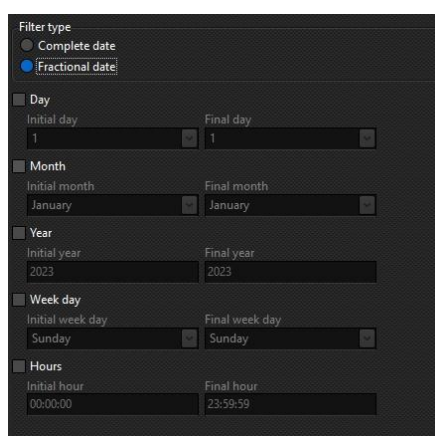 Filter type
Complete date
Fractional date
Day
Initial day Final day
1 1
Month
Initial month Final month
January January
Year
Initial year Final year
2023 2023
Week day
Initial week day Final week day
Sunday Sunday
Hours
Initial hour Final hour
00:00:00 23:59:59